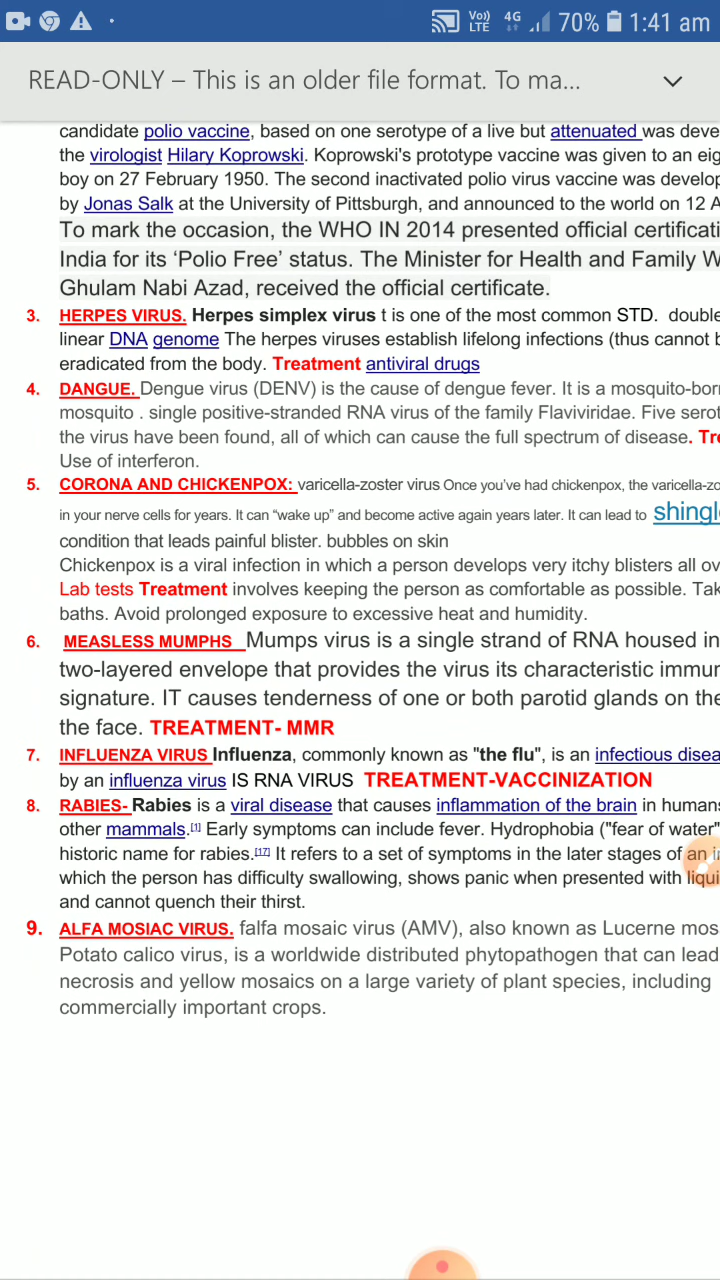 Vo))
LTE 4G 70% 1:41 am
READ-ONLY – This is an older file format. To ma...
candidate polio vaccine, based on one serotype of a live but attenuated was deve
the virologist Hilary Koprowski. Koprowski's prototype vaccine was given to an eig
boy on 27 February 1950. The second inactivated polio virus vaccine was develop
by Jonas Salk at the University of Pittsburgh, and announced to the world on 12 A
To mark the occasion, the WHO IN 2014 presented official certificati
India for its ‘Polio Free’ status. The Minister for Health and Family W
Ghulam Nabi Azad, received the official certificate.
3. HERPES VIRUS. Herpes simplex virus t is one of the most common STD. double
linear DNA genome The herpes viruses establish lifelong infections (thus cannot b
eradicated from the body. Treatment antiviral drugs
4. DANGUE. Dengue virus (DENV) is the cause of dengue fever. It is a mosquito-bor
mosquito . single positive-stranded RNA virus of the family Flaviviridae. Five serot
the virus have been found, all of which can cause the full spectrum of disease. Tre
Use of interferon.
5. CORONA AND CHICKENPOX: varicella-zoster virus Once you’ve had chickenpox, the varicella-zo
in your nerve cells for years. It can “wake up” and become active again years later. It can lead to shingl
condition that leads painful blister. bubbles on skin
Chickenpox is a viral infection in which a person develops very itchy blisters all ov
Lab tests Treatment involves keeping the person as comfortable as possible. Tak
baths. Avoid prolonged exposure to excessive heat and humidity.
6. MEASLESS MUMPHS Mumps virus is a single strand of RNA housed in
two-layered envelope that provides the virus its characteristic immur
signature. IT causes tenderness of one or both parotid glands on the
the face. TREATMENT- MMR
7. INFLUENZA VIRUS Influenza, commonly known as "the flu", is an infectious disea
by an influenza virus IS RNA VIRUS TREATMENT-VACCINIZATION
8. RABIES- Rabies is a viral disease that causes inflammation of the brain in humans
other mammals.[1] Early symptoms can include fever. Hydrophobia ("fear of water"
historic name for rabies.[17] It refers to a set of symptoms in the later stages of an i
which the person has difficulty swallowing, shows panic when presented with liqui
and cannot quench their thirst.
9. ALFA MOSIAC VIRUS. falfa mosaic virus (AMV), also known as Lucerne mos
Potato calico virus, is a worldwide distributed phytopathogen that can lead
necrosis and yellow mosaics on a large variety of plant species, including
commercially important crops.